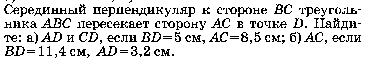 Серединный перпендикуляр к стороне BC треуголь-
ника ABC пересекает сторону AC в точке D. Найди-
те: а) AD и CD, если BD=5 см, AC=8,5 см; б) AC, если
BD=11,4 см, AD=3,2 см.